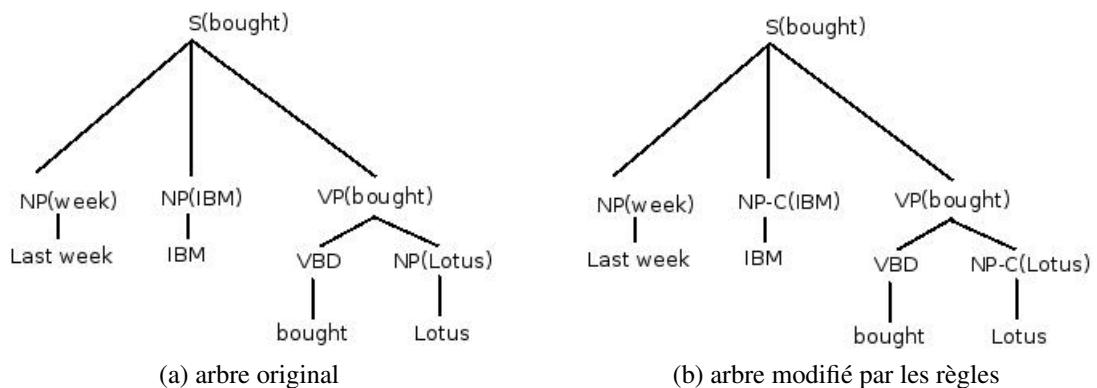 S(bought)
NP(week) NP(IBM) VP(bought)
Last week IBM VBD NP(Lotus)
bought Lotus
(a) arbre original
S(bought)
NP(week) NP-C(IBM) VP(bought)
Last week IBM VBD NP-C(Lotus)
bought Lotus
(b) arbre modifié par les règles